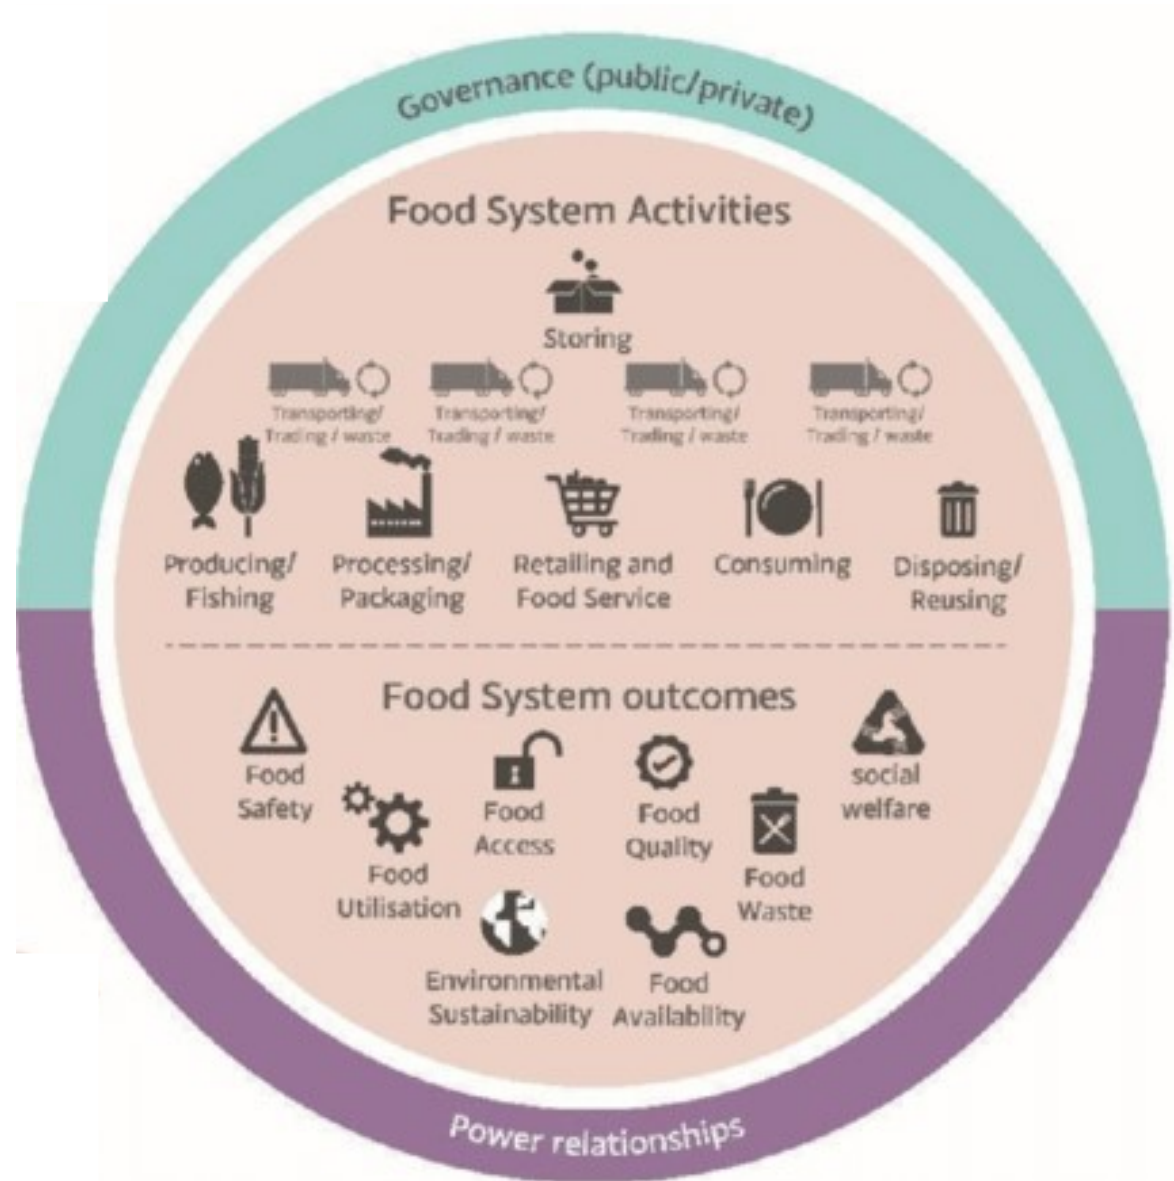 Governance (public/private)
Food System Activities
Storing
Transporting/
Trading / waste
Transporting/
Trading / waste
Transporting/
Trading / waste
Transporting/
Trading / waste
Producing/
Fishing
Processing/
Packaging
Retailing and
Food Service
Consuming
Disposing/
Reusing
Food System outcomes
Food
Safety
Food
Utilisation
Food
Access
Food
Quality
Food
Waste
social
welfare
Environmental
Sustainability
Food
Availability
Power relationships